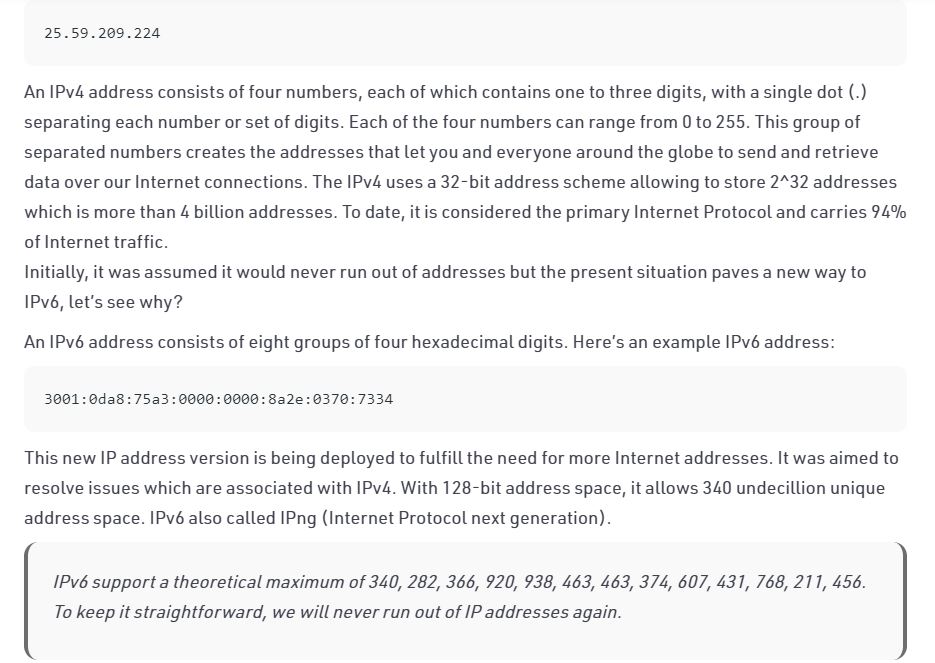 25.59.209.224
An IPv4 address consists of four numbers, each of which contains one to three digits, with a single dot (.)
separating each number or set of digits. Each of the four numbers can range from 0 to 255. This group of
separated numbers creates the addresses that let you and everyone around the globe to send and retrieve
data over our Internet connections. The IPv4 uses a 32-bit address scheme allowing to store 2^32 addresses
which is more than 4 billion addresses. To date, it is considered the primary Internet Protocol and carries 94%
of Internet traffic.
Initially, it was assumed it would never run out of addresses but the present situation paves a new way to
IPv6, let's see why?
An IPv6 address consists of eight groups of four hexadecimal digits. Here's an example IPv6 address:
3001:0da8:75a3:0000:0000:8a2e:0370:7334
This new IP address version is being deployed to fulfill the need for more Internet addresses. It was aimed to
resolve issues which are associated with IPv4. With 128-bit address space, it allows 340 undecillion unique
address space. IPv6 also called IPng (Internet Protocol next generation).
IPv6 support a theoretical maximum of 340, 282, 366, 920, 938, 463, 463, 374, 607, 431, 768, 211, 456.
To keep it straightforward, we will never run out of IP addresses again.